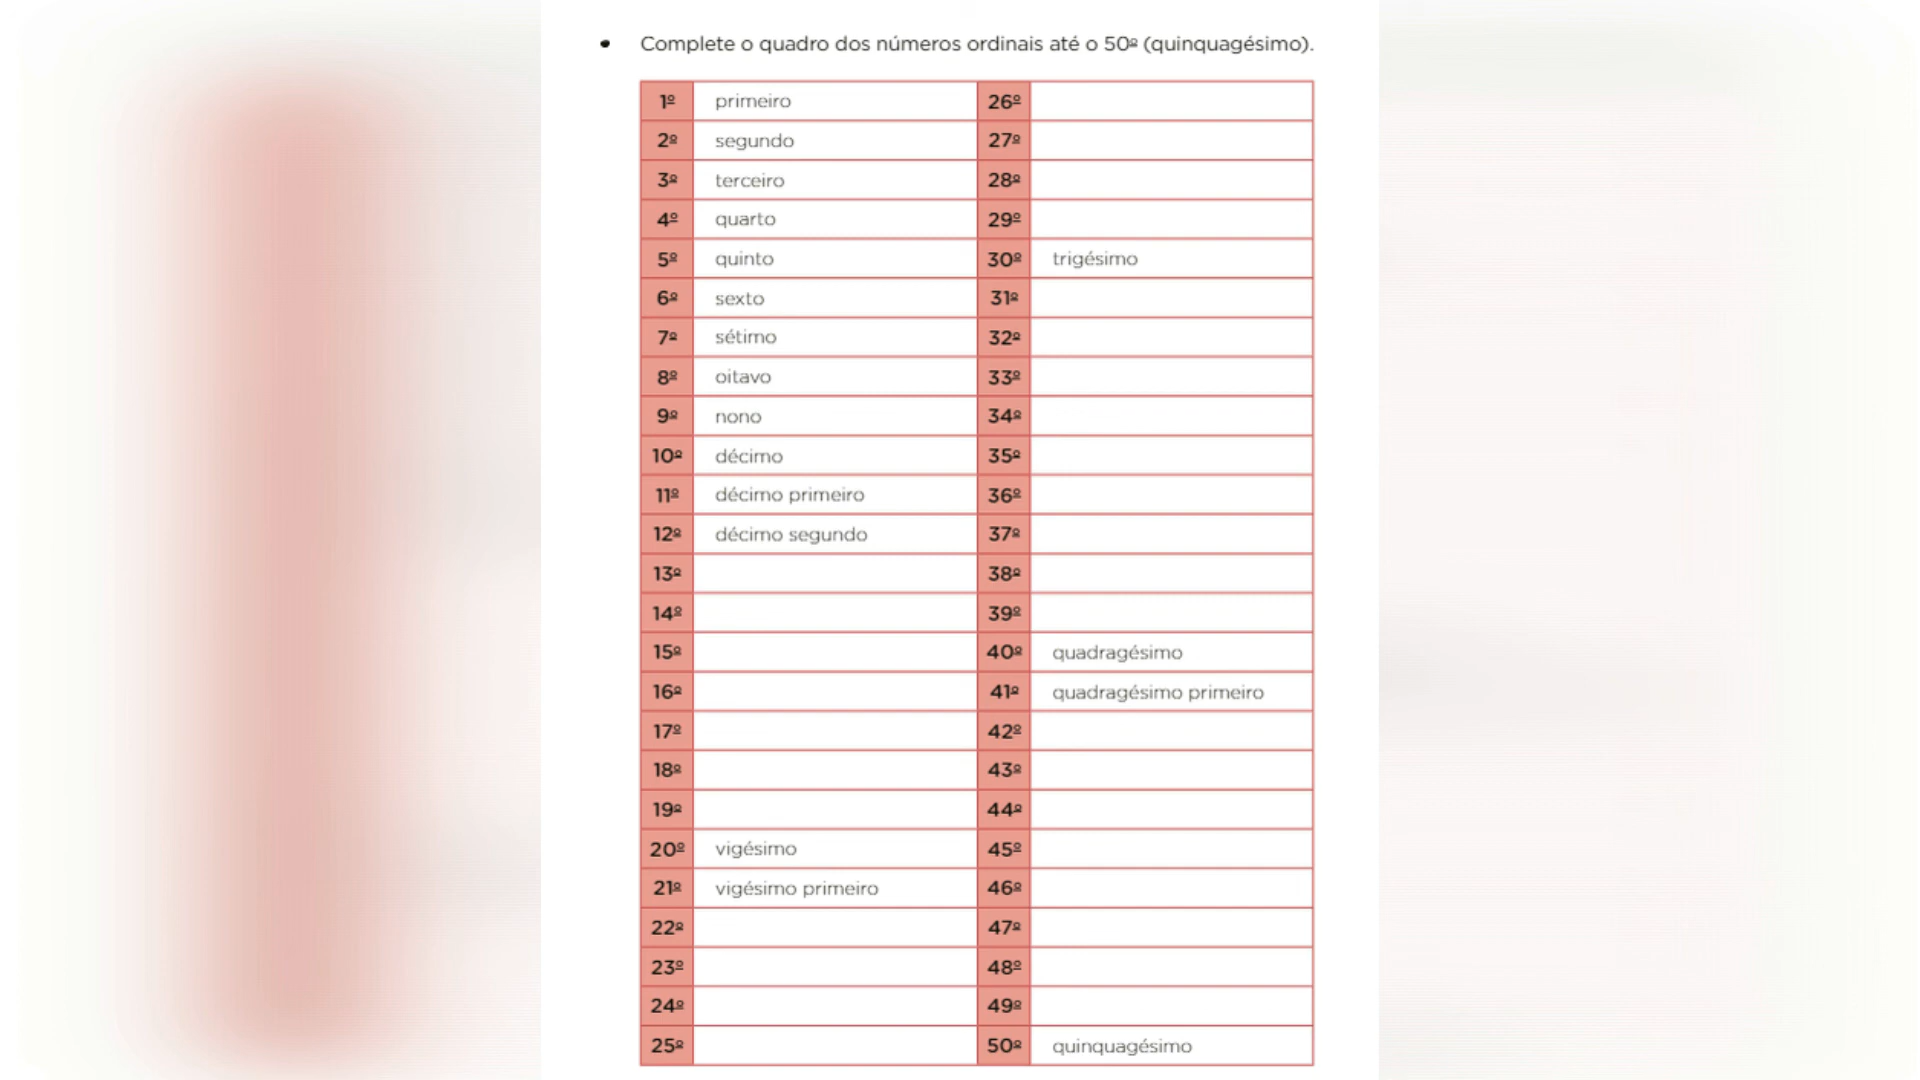 • Complete o quadro dos números ordinais até o 50º (quinquagésimo).
1º primeiro 26º
2º segundo 27º
3º terceiro 28º
4º quarto 29º
5º quinto 30º trigésimo
6º sexto 31º
7º sétimo 32º
8º oitavo 33º
9º nono 34º
10º décimo 35º
11º décimo primeiro 36º
12º décimo segundo 37º
13º 38º
14º 39º
15º 40º quadragésimo
16º 41º quadragésimo primeiro
17º 42º
18º 43º
19º 44º
20º vigésimo 45º
21º vigésimo primeiro 46º
22º 47º
23º 48º
24º 49º
25º 50º quinquagésimo